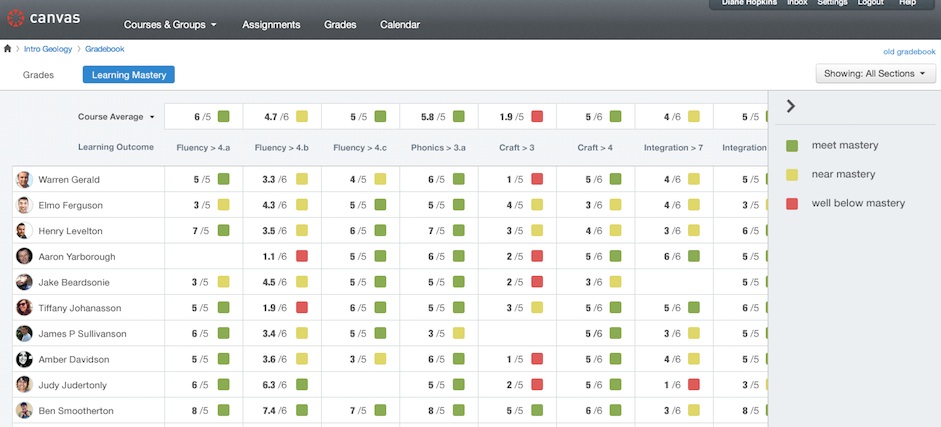 Diane Hopkins Inbox Settings Logout Help
canvas
Courses & Groups Assignments Grades Calendar
Intro Geology Gradebook
old gradebook
Grades Learning Mastery
Showing: All Sections
Course Average 6 /5 4.7 /6 5 /5 5.8 /5 1.9 /5 5 /6 4 /6 5 /5
Learning Outcome Fluency > 4.a Fluency > 4.b Fluency > 4.c Phonics > 3.a Craft > 3 Craft > 4 Integration > 7 Integration
Warren Gerald 5 /5 3.3 /6 4 /5 6 /5 1 /5 5 /6 4 /6 5 /5
Elmo Ferguson 3 /5 4.3 /6 5 /5 5 /5 4 /5 3 /6 4 /6 3 /5
Henry Levelton 7 /5 3.5 /6 6 /5 7 /5 3 /5 4 /6 3 /6 6 /5
Aaron Yarborough 1.1 /6 5 /5 6 /5 2 /5 5 /6 6 /6 5 /5
Jake Beardsonie 3 /5 4.5 /6 5 /5 5 /5 2 /5 3 /6 5 /5
Tiffany Johanasson 5 /5 1.9 /6 6 /5 5 /5 3 /5 5 /6 5 /6 5 /5
James P Sullivanson 6 /5 3.4 /6 5 /5 3 /5 5 /6 3 /6 5 /5
Amber Davidson 5 /5 3.6 /6 3 /5 6 /5 1 /5 5 /6 4 /6 5 /5
Judy Judertonly 6 /5 6.3 /6 5 /5 2 /5 5 /6 1 /6 3 /5
Ben Smootherton 8 /5 7.4 /6 7 /5 8 /5 5 /5 6 /6 3 /6 8 /5
meet mastery
near mastery
well below mastery